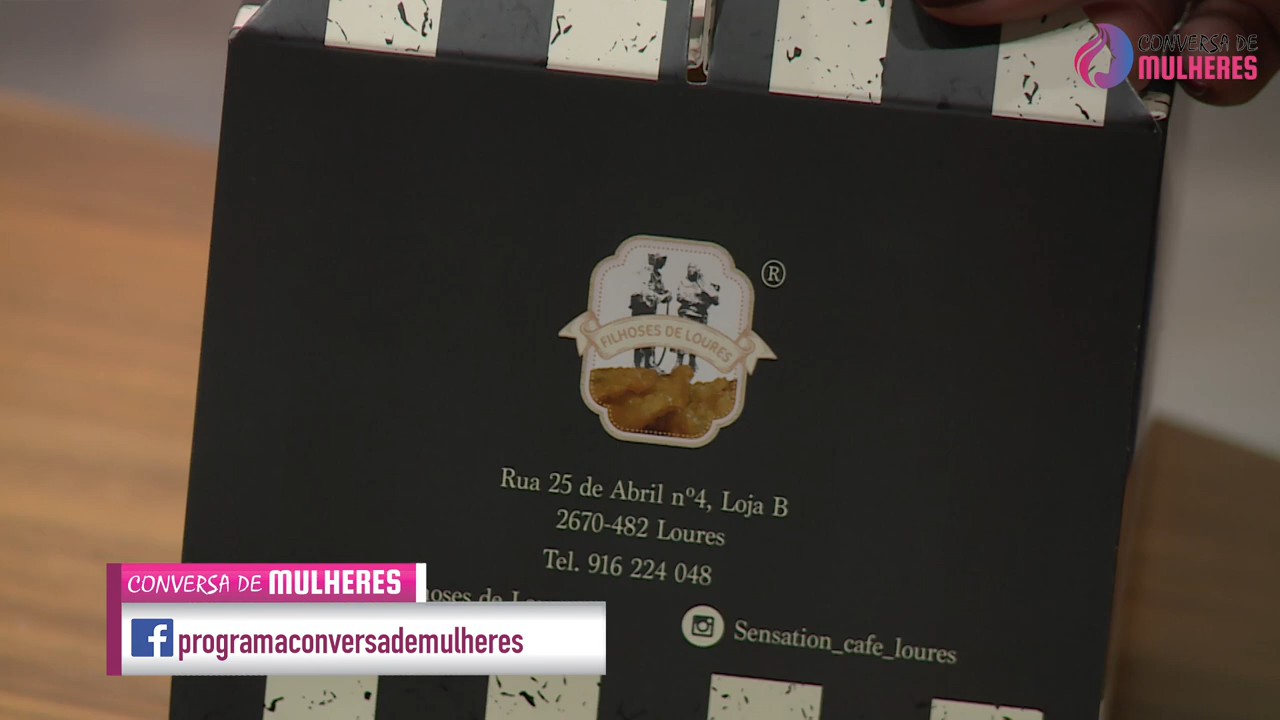 CONVERSA DE
MULHERES
®
FILHOSES DE LOURES
Rua 25 de Abril nº4, Loja B
2670-482 Loures
Tel. 916 224 048
Sensation_cafe_loures
CONVERSA DE MULHERES
programaconversademulheres